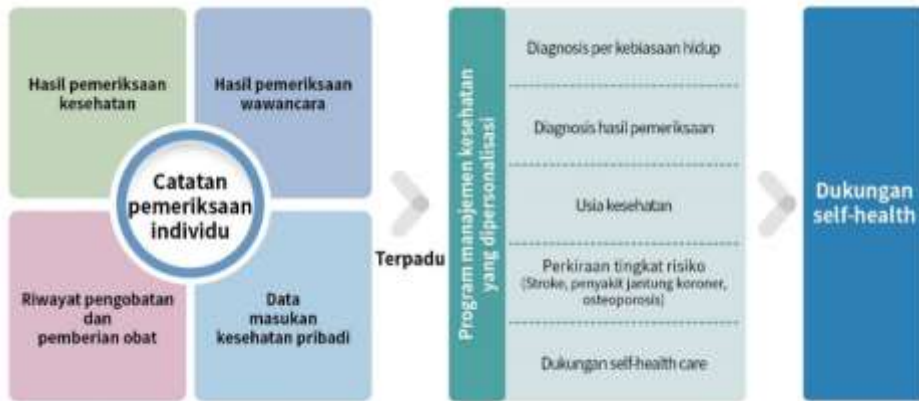 Hasil pemeriksaan
kesehatan
Hasil pemeriksaan
wawancara
Catatan
pemeriksaan
individu
Riwayat pengobatan
dan
pemberian obat
Data
masukan
kesehatan pribadi
Terpadu
Program manajemen kesehatan
yang dipersonalisasi
Diagnosis per kebiasaan hidup
Diagnosis hasil pemeriksaan
Usia kesehatan
Perkiraan tingkat risiko
(Stroke, penyakit jantung koroner,
osteoporosis)
Dukungan self-health care
Dukungan
self-health